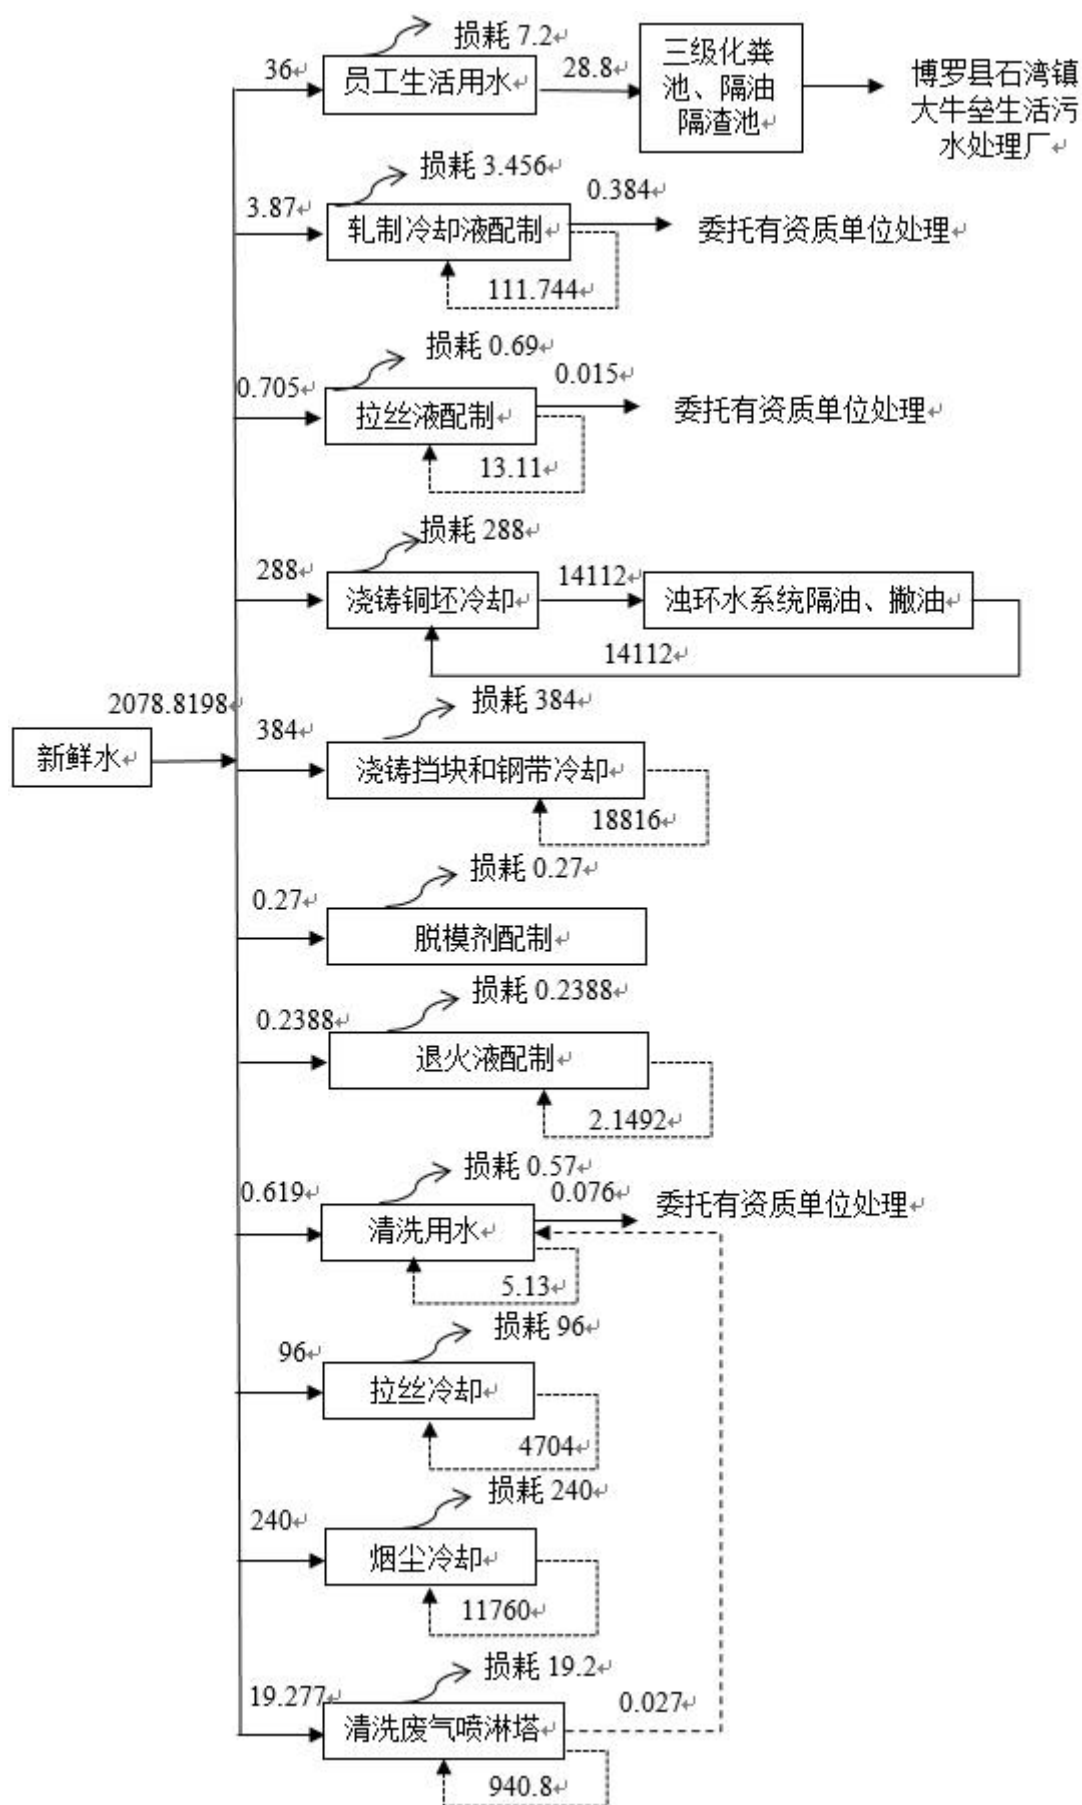 损耗 7.2
36
员工生活用水
28.8
三级化粪
池、隔油
隔渣池
博罗县石湾镇
大牛垒生活污
水处理厂
损耗 3.456
3.87
轧制冷却液配制
0.384
委托有资质单位处理
111.744
损耗 0.69
0.705
拉丝液配制
0.015
委托有资质单位处理
13.11
损耗 288
288
浇铸铜坯冷却
14112
浊环水系统隔油、撇油
14112
2078.8198
新鲜水
损耗 384
384
浇铸挡块和钢带冷却
18816
损耗 0.27
0.27
脱模剂配制
损耗 0.2388
0.2388
退火液配制
2.1492
损耗 0.57
0.619
清洗用水
0.076
委托有资质单位处理
5.13
损耗 96
96
拉丝冷却
4704
损耗 240
240
烟尘冷却
11760
损耗 19.2
19.277
清洗废气喷淋塔
0.027
940.8